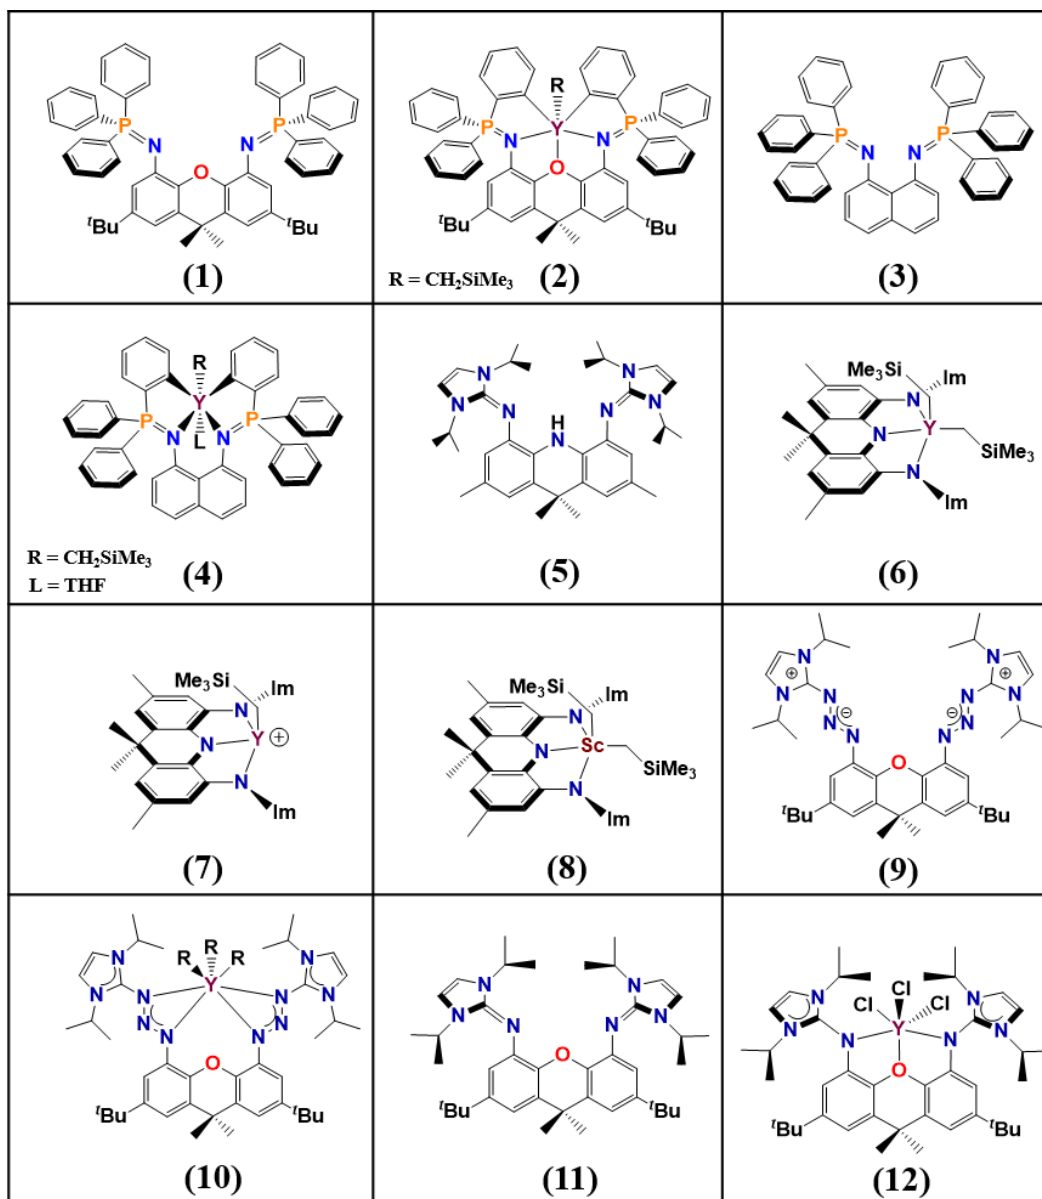 P P
N N
O
ᵗBu ᵗBu
(1)
R
P Y P
N N
O
ᵗBu ᵗBu
R = CH₂SiMe₃ (2)
P P
N N
(3)
R
Y
P N N P
L
R = CH₂SiMe₃
L = THF
(4)
N N
N N
N H N
N
(5)
Me₃Si Im
N
N Y
N SiMe₃
Im
(6)
Me₃Si Im
N
N Y ⊕
N
Im
(7)
Me₃Si Im
N
N Sc
N SiMe₃
Im
(8)
N ⊕ N N ⊕ N
N N
N ⊖ N ⊖
N N
O
ᵗBu ᵗBu
(9)
R R R
N Y N
N N N N
N N
N N
O
ᵗBu ᵗBu
(10)
N N
N N
N N
O
ᵗBu ᵗBu
(11)
Cl Cl Cl
N N
N N
N Y N
O
ᵗBu ᵗBu
(12)